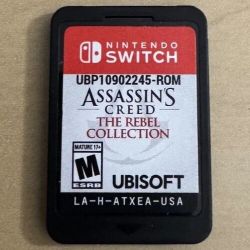 NINTENDO
SWITCH
UBP10902245-ROM
ASSASSIN'S
CREED
THE REBEL
COLLECTION
MATURE 17+
M
ESRB
UBISOFT
LA-H-ATXEA-USA